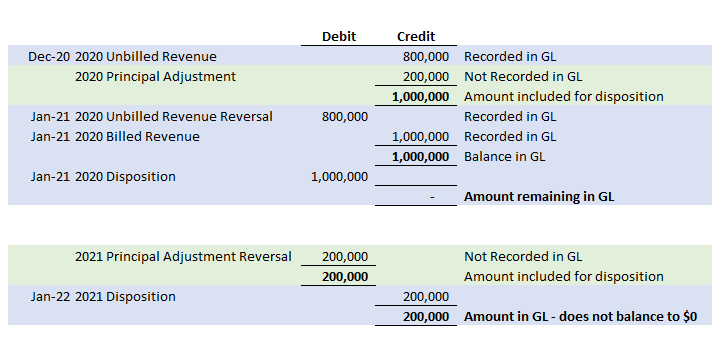 Debit Credit
Dec-20 2020 Unbilled Revenue 800,000 Recorded in GL
2020 Principal Adjustment 200,000 Not Recorded in GL
1,000,000 Amount included for disposition
Jan-21 2020 Unbilled Revenue Reversal 800,000 Recorded in GL
Jan-21 2020 Billed Revenue 1,000,000 Recorded in GL
1,000,000 Balance in GL
Jan-21 2020 Disposition 1,000,000
- Amount remaining in GL
2021 Principal Adjustment Reversal 200,000 Not Recorded in GL
200,000 Amount included for disposition
Jan-22 2021 Disposition 200,000
200,000 Amount in GL - does not balance to $0